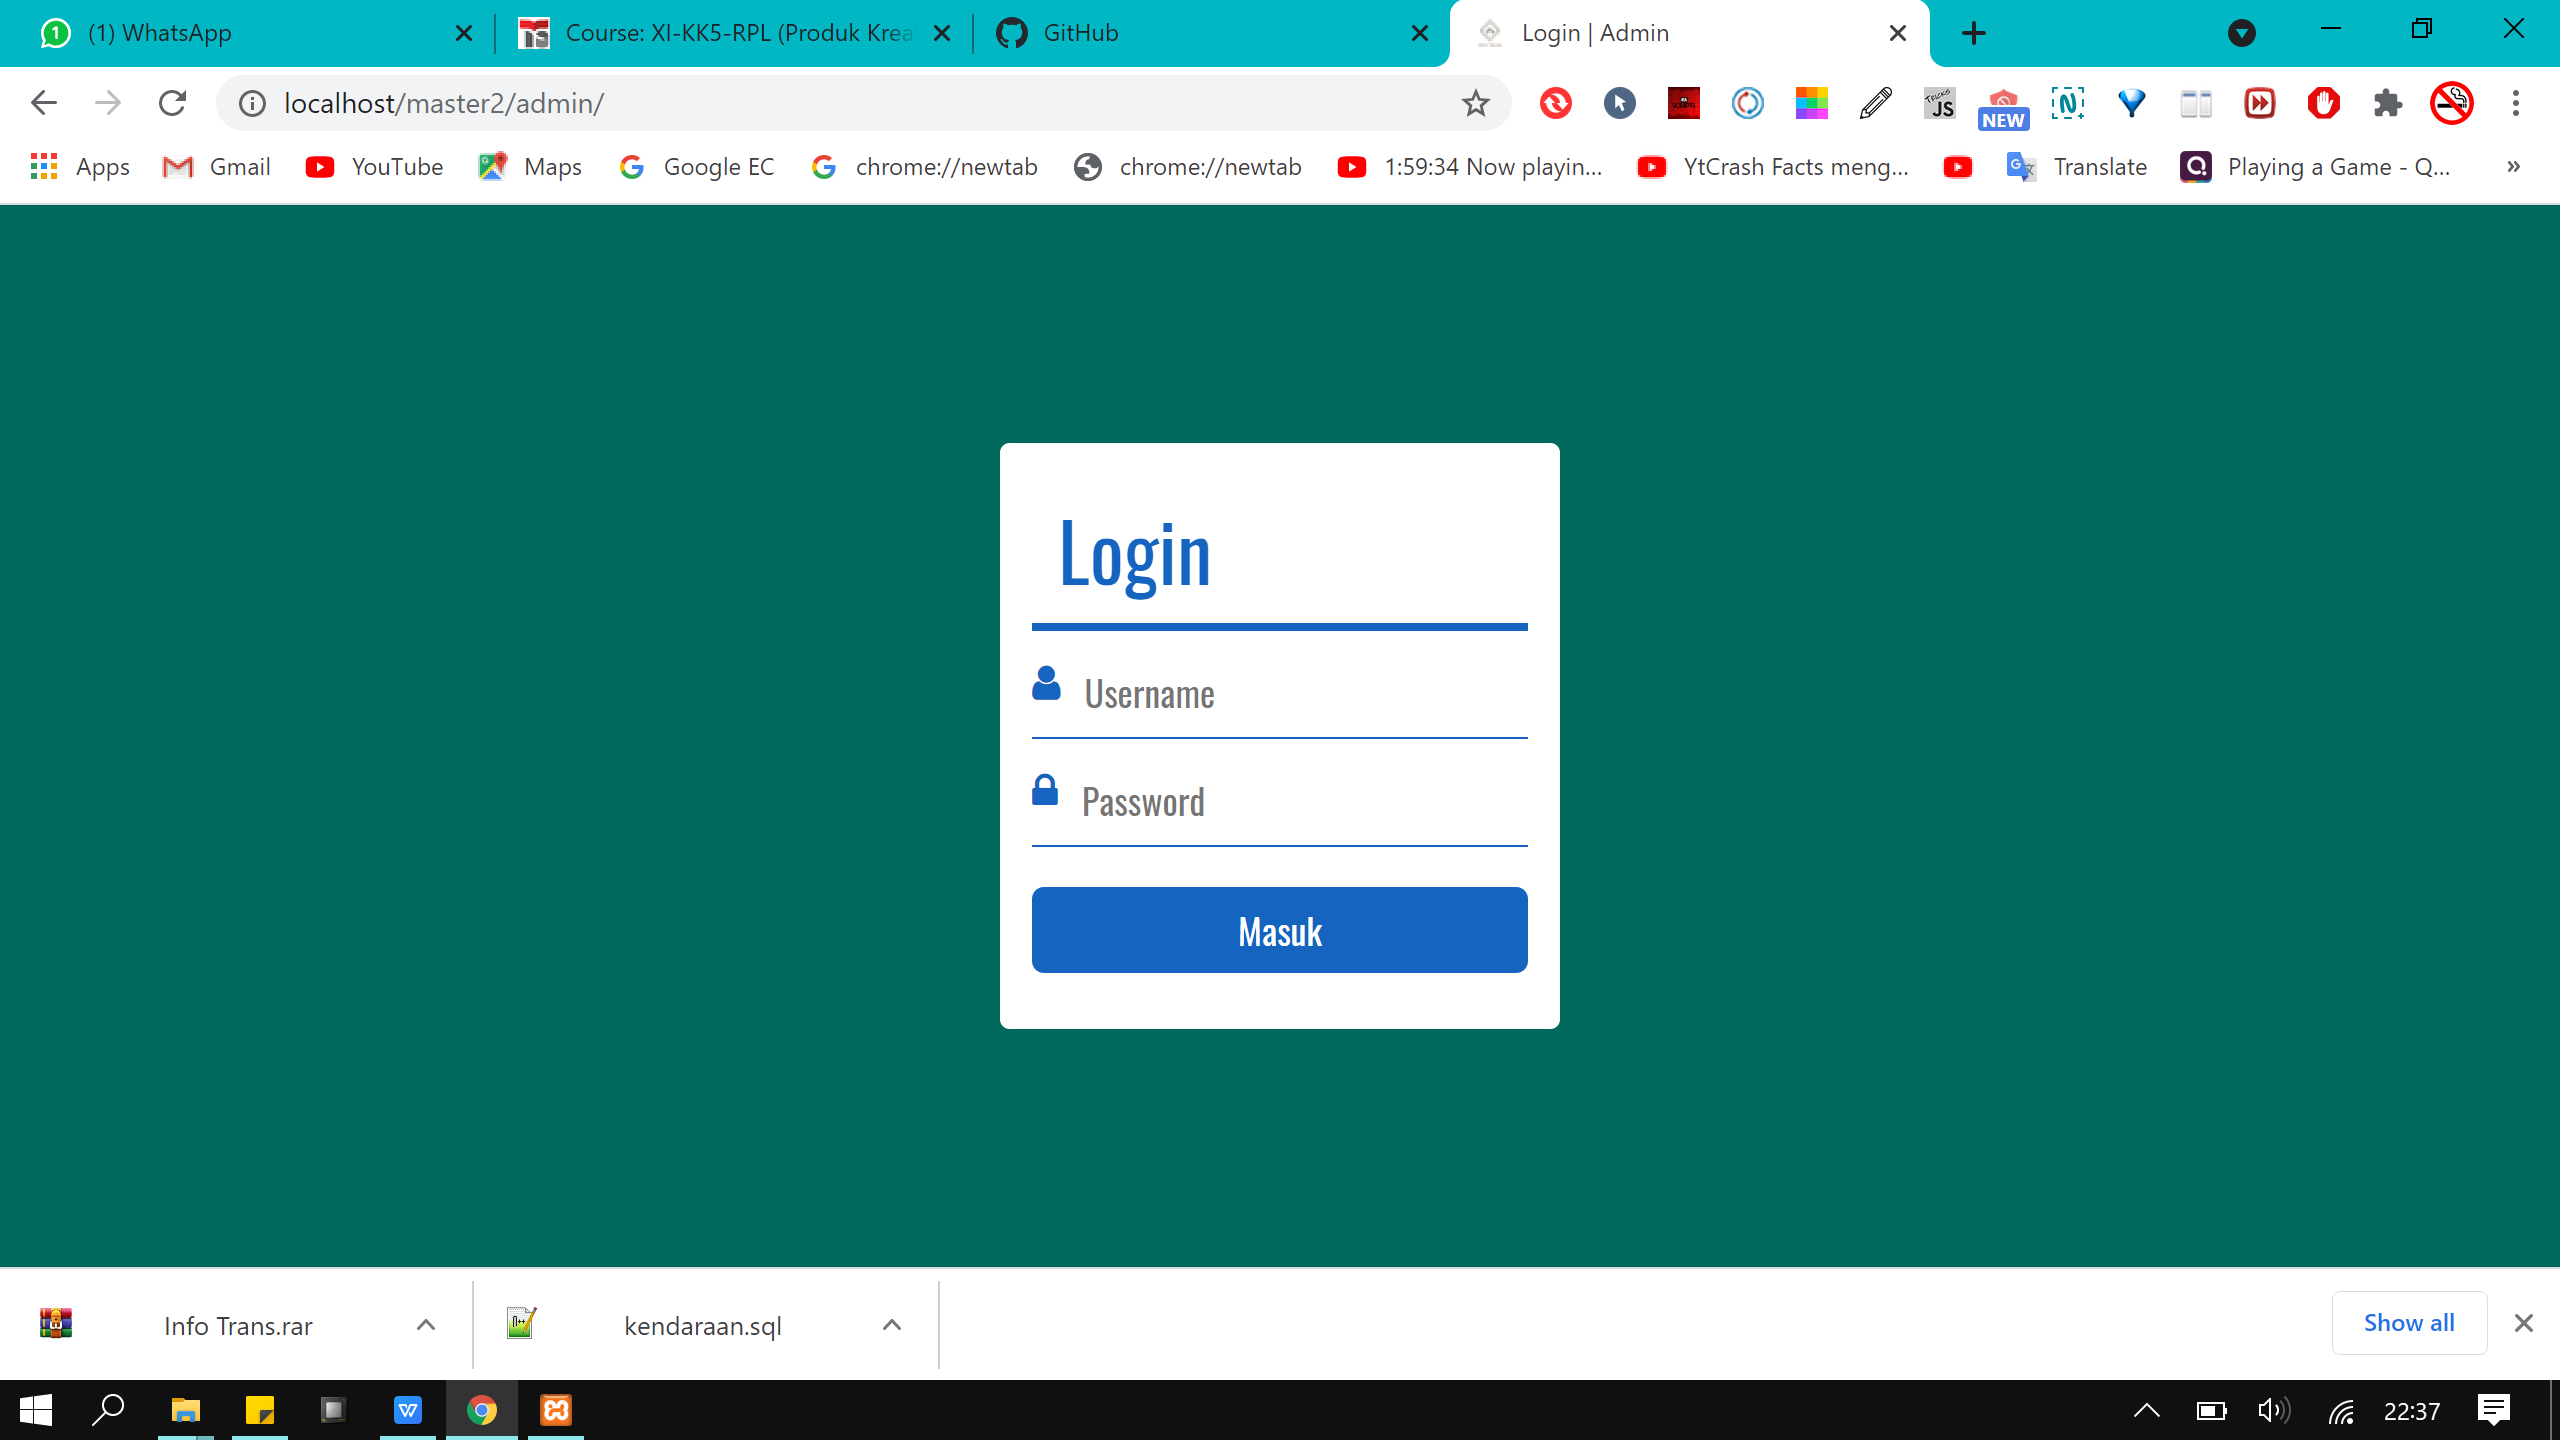 (1) WhatsApp
Course: XI-KK5-RPL (Produk Krea
GitHub
Login | Admin
localhost/master2/admin/
JS
NEW
Apps
Gmail
YouTube
Maps
Google EC
chrome://newtab
chrome://newtab
1:59:34 Now playin...
YtCrash Facts meng...
Translate
Playing a Game - Q...
»
Login
Username
Password
Masuk
Info Trans.rar
kendaraan.sql
Show all
22:37